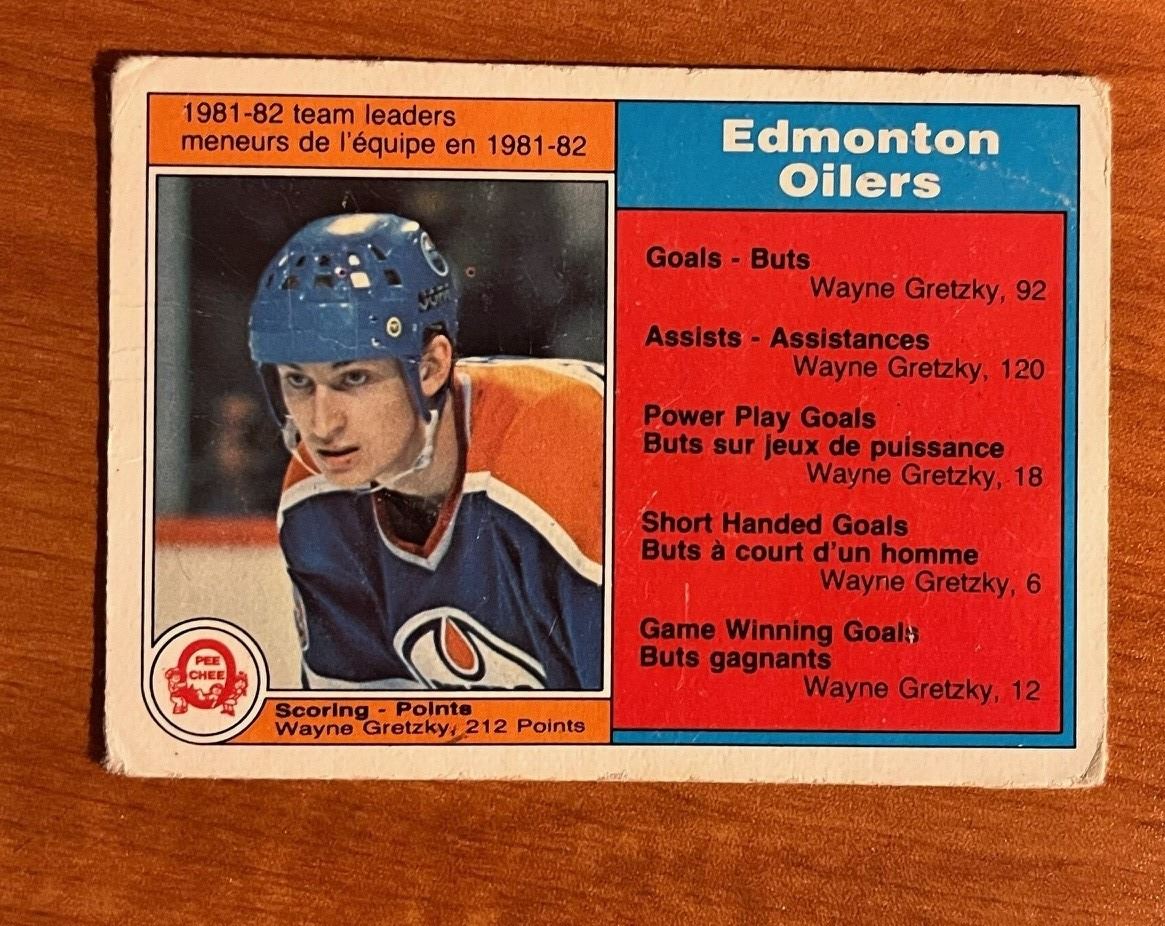 1981-82 team leaders
meneurs de l'équipe en 1981-82
Edmonton
Oilers
Goals - Buts
Wayne Gretzky, 92
Assists - Assistances
Wayne Gretzky, 120
Power Play Goals
Buts sur jeux de puissance
Wayne Gretzky, 18
Short Handed Goals
Buts à court d'un homme
Wayne Gretzky, 6
Game Winning Goals
Buts gagnants
Wayne Gretzky, 12
PEE
CHEE
Scoring - Points
Wayne Gretzky, 212 Points